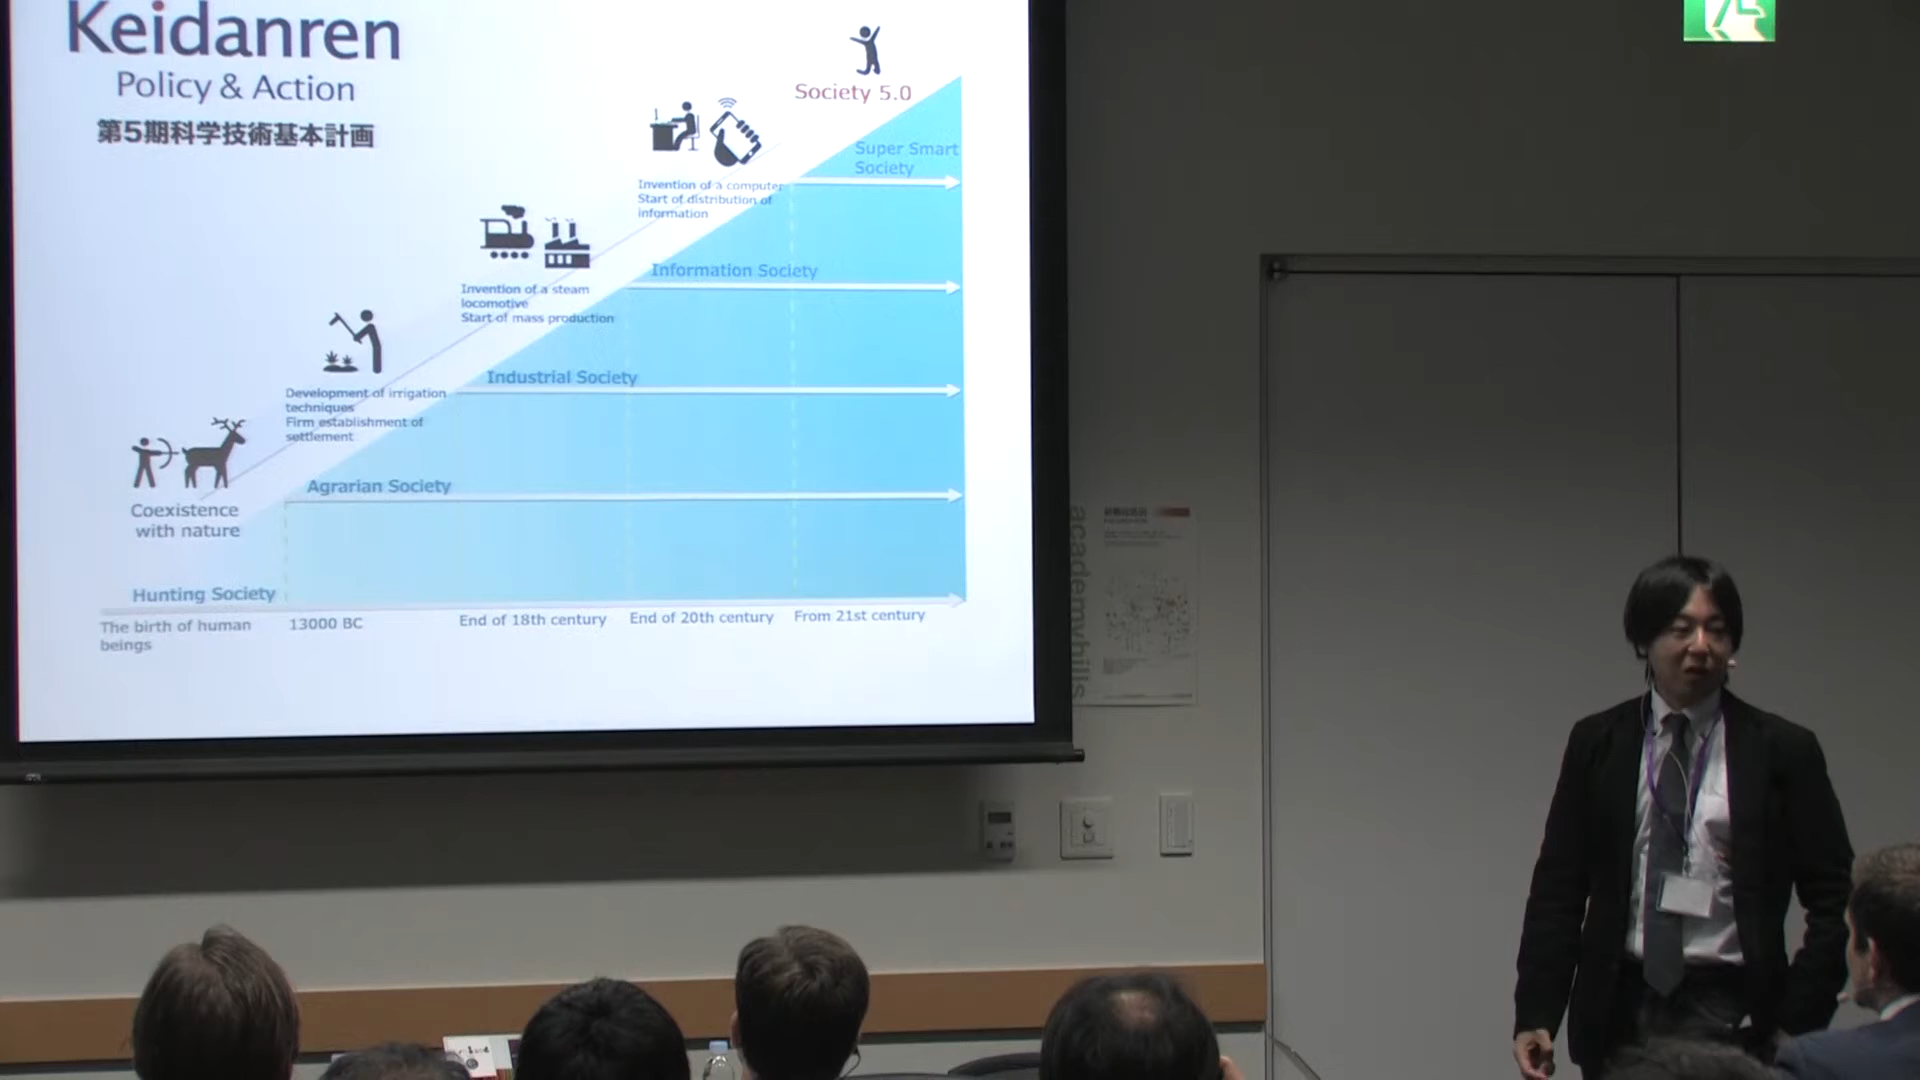 Keidanren
Policy & Action
第5期科学技術基本計画
Society 5.0
Super Smart
Society
Invention of a computer
Start of distribution of
information
Information Society
Invention of a steam
locomotive
Start of mass production
Industrial Society
Development of irrigation
techniques
Firm establishment of
settlement
Agrarian Society
Coexistence
with nature
Hunting Society
The birth of human
beings
13000 BC
End of 18th century
End of 20th century
From 21st century
academyhills